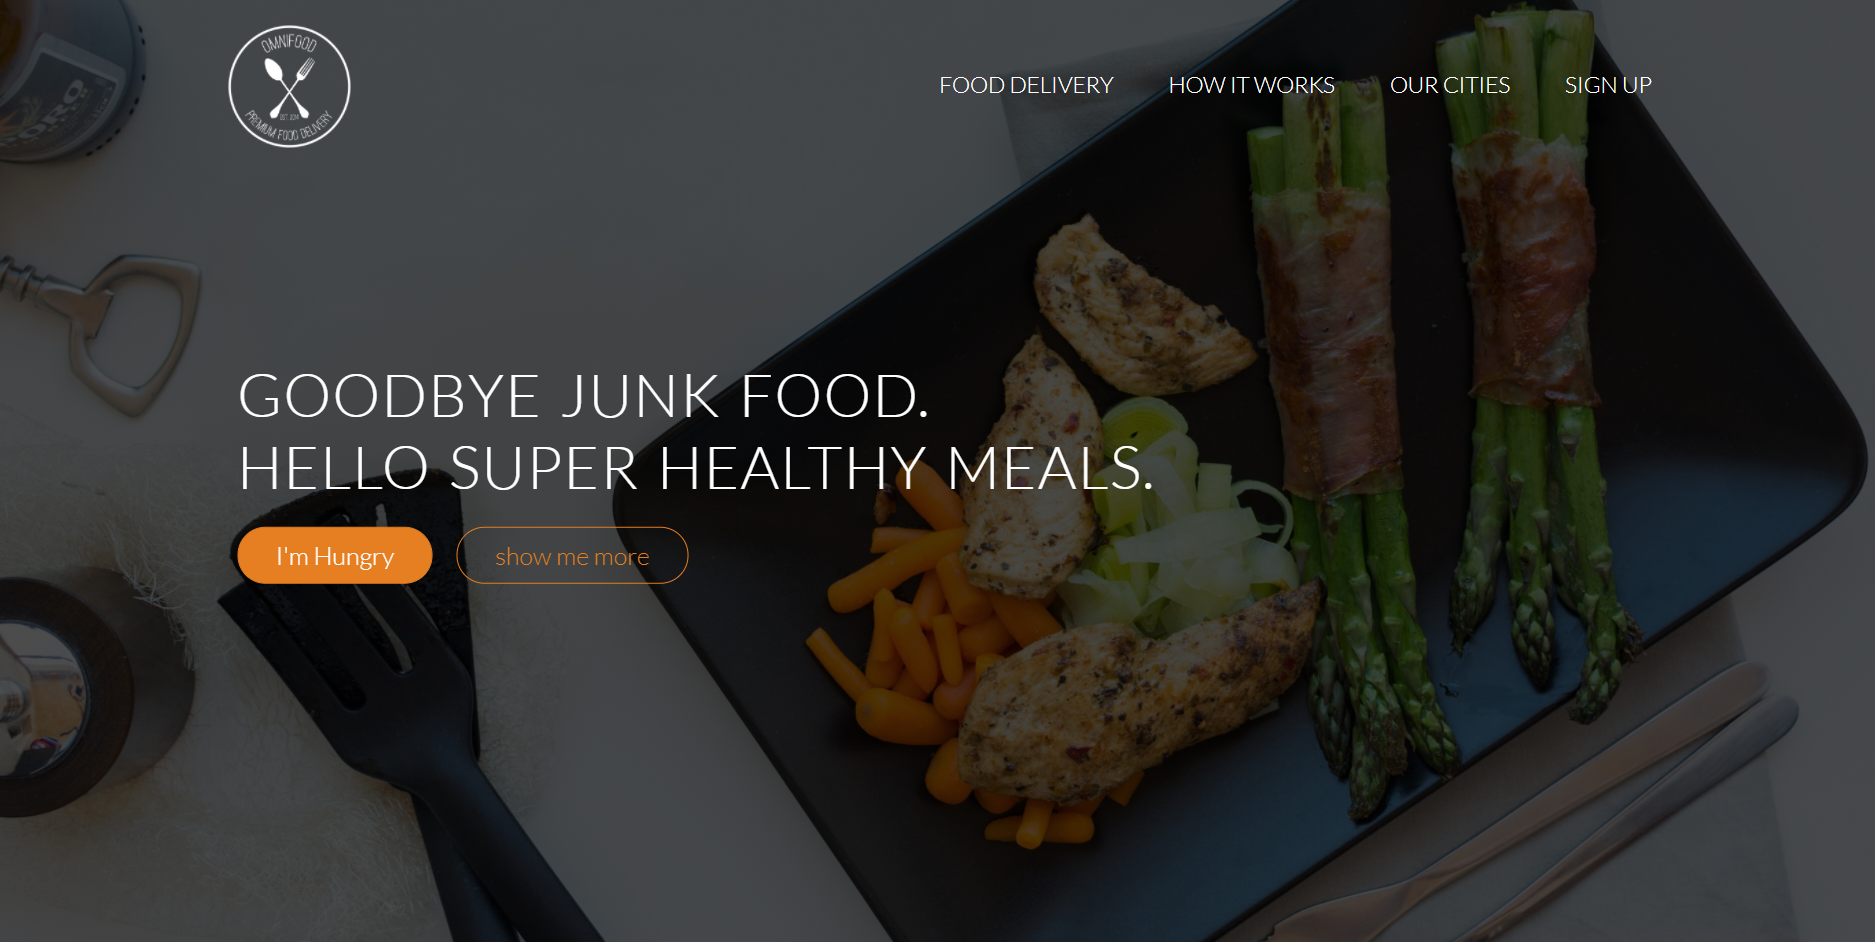 OMNIFOOD
EST. 2014
PREMIUM FOOD DELIVERY
FOOD DELIVERY
HOW IT WORKS
OUR CITIES
SIGN UP
GOODBYE JUNK FOOD.
HELLO SUPER HEALTHY MEALS.
I'm Hungry
show me more